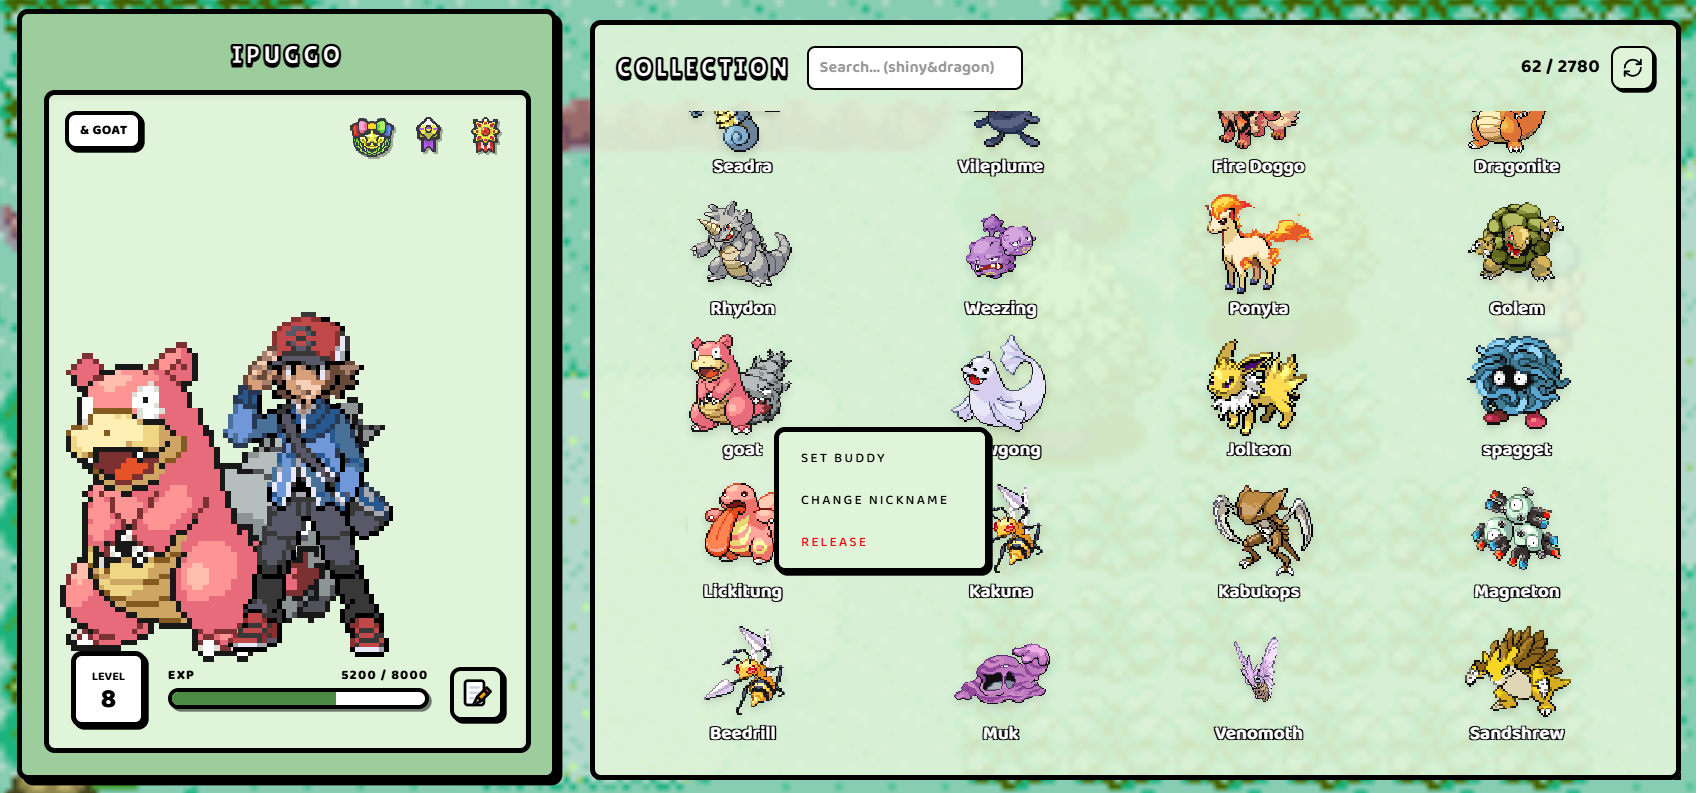 IPUGGO
& GOAT
LEVEL
8
EXP
5200 / 8000
COLLECTION
Search... (shiny&dragon)
62 / 2780
Seadra
Vileplume
Fire Doggo
Dragonite
Rhydon
Weezing
Ponyta
Golem
goat
wgong
Jolteon
spagget
SET BUDDY
CHANGE NICKNAME
RELEASE
Lickitung
Kakuna
Kabutops
Magneton
Beedrill
Muk
Venomoth
Sandshrew